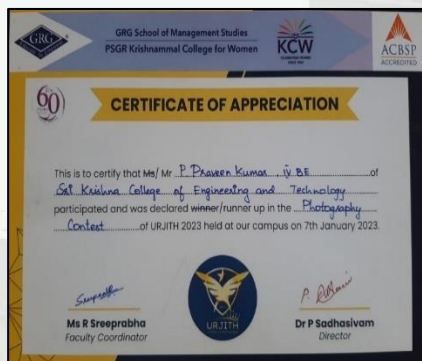 GRG
GRG School of Management Studies
PSGR Krishnammal College for Women
KCW
ACBSP
ACCREDITED
60
CERTIFICATE OF APPRECIATION
This is to certify that Ms/ Mr P. Praveen Kumar, IV BE of
Sri Krishna College of Engineering and Technology
participated and was declared winner/runner up in the Photography
Contest of URJITH 2023 held at our campus on 7th January 2023.
Sreeprabha
URJITH
Ms R Sreeprabha
Faculty Coordinator
Dr P Sadhasivam
Director